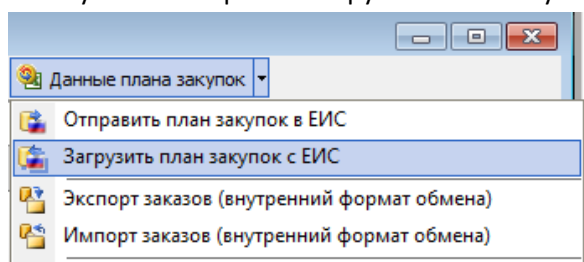 Данные плана закупок
Отправить план закупок в ЕИС
Загрузить план закупок с ЕИС
Экспорт заказов (внутренний формат обмена)
Импорт заказов (внутренний формат обмена)